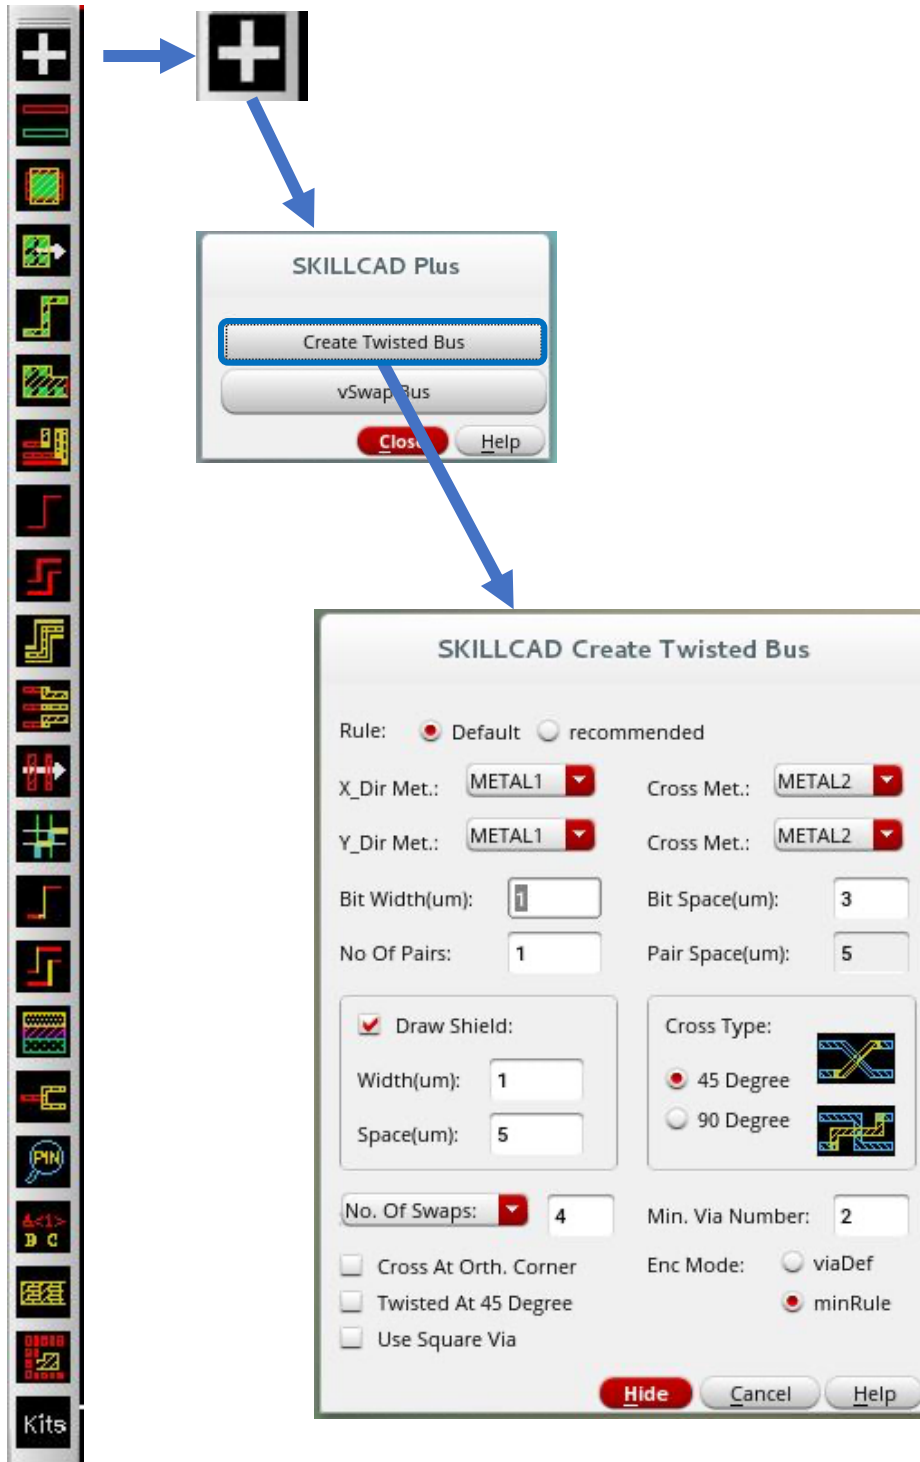 SKILLCAD Plus
Create Twisted Bus
vSwap Bus
Close Help
SKILLCAD Create Twisted Bus
Rule: Default recommended
X_Dir Met.: METAL1 Cross Met.: METAL2
Y_Dir Met.: METAL1 Cross Met.: METAL2
Bit Width(um): 1 Bit Space(um): 3
No Of Pairs: 1 Pair Space(um): 5
Draw Shield: Cross Type:
Width(um): 1 45 Degree
Space(um): 5 90 Degree
No. Of Swaps: 4 Min. Via Number: 2
Cross At Orth. Corner Enc Mode: viaDef
Twisted At 45 Degree minRule
Use Square Via
Hide Cancel Help
PIN
&<1>
B C
Kits